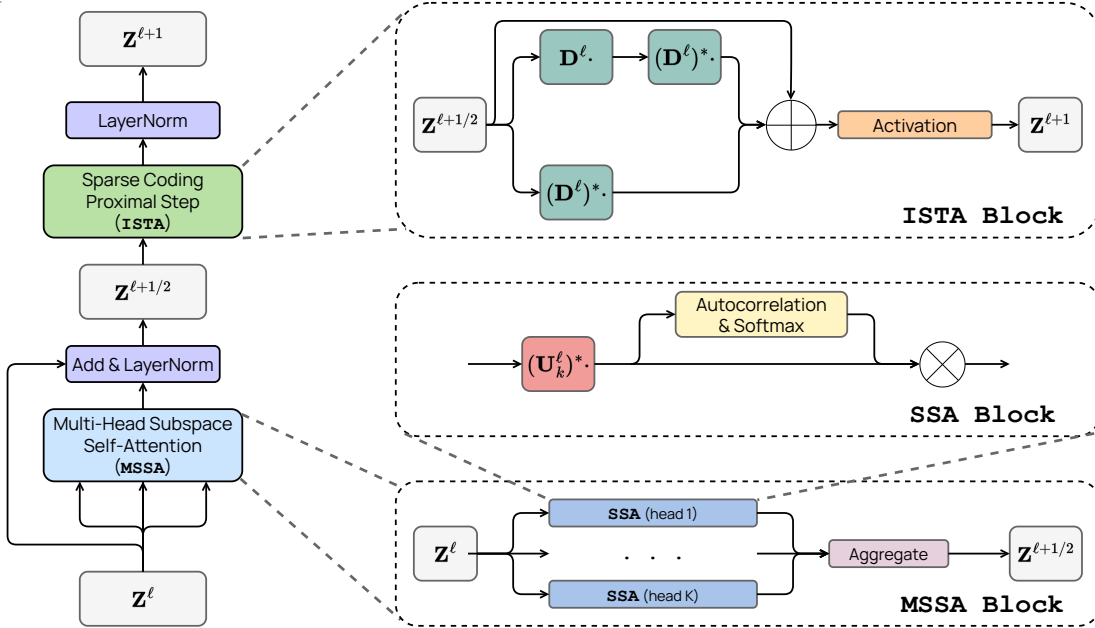 Z^{ℓ+1}
LayerNorm
Sparse Coding
Proximal Step
(ISTA)
Z^{ℓ+1/2}
Add & LayerNorm
Multi-Head Subspace
Self-Attention
(MSSA)
Z^ℓ
Z^{ℓ+1/2}
D^ℓ·
(D^ℓ)*·
(D^ℓ)*·
Activation
Z^{ℓ+1}
ISTA Block
(U_k^ℓ)*·
Autocorrelation
& Softmax
SSA Block
Z^ℓ
SSA (head 1)
. . .
SSA (head K)
Aggregate
Z^{ℓ+1/2}
MSSA Block